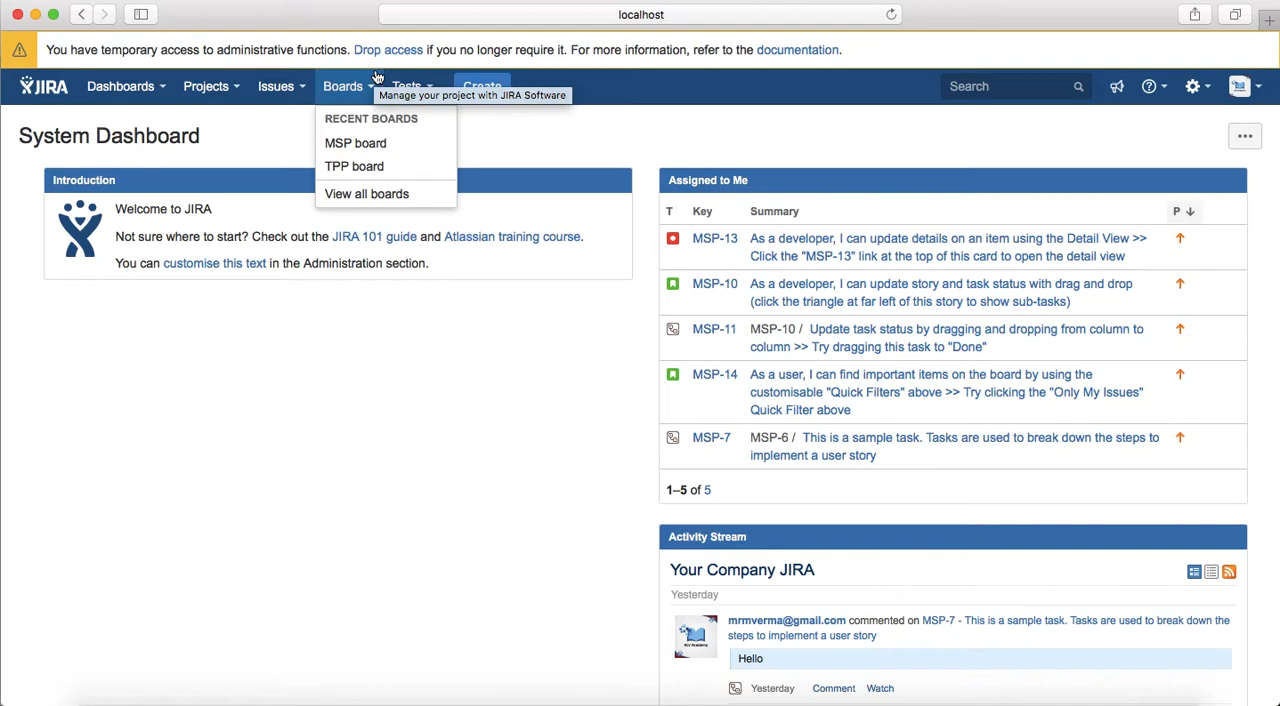 localhost
You have temporary access to administrative functions. Drop access if you no longer require it. For more information, refer to the documentation.
JIRA Dashboards Projects Issues Boards Tests Create Search
Manage your project with JIRA Software
RECENT BOARDS
MSP board
TPP board
View all boards
System Dashboard
Introduction
Welcome to JIRA
Not sure where to start? Check out the JIRA 101 guide and Atlassian training course.
You can customise this text in the Administration section.
Assigned to Me
T Key Summary P
MSP-13 As a developer, I can update details on an item using the Detail View >>
Click the "MSP-13" link at the top of this card to open the detail view
MSP-10 As a developer, I can update story and task status with drag and drop
(click the triangle at far left of this story to show sub-tasks)
MSP-11 MSP-10 / Update task status by dragging and dropping from column to
column >> Try dragging this task to "Done"
MSP-14 As a user, I can find important items on the board by using the
customisable "Quick Filters" above >> Try clicking the "Only My Issues"
Quick Filter above
MSP-7 MSP-6 / This is a sample task. Tasks are used to break down the steps to
implement a user story
1–5 of 5
Activity Stream
Your Company JIRA
Yesterday
mrmverma@gmail.com commented on MSP-7 - This is a sample task. Tasks are used to break down the
steps to implement a user story
Hello
Yesterday Comment Watch